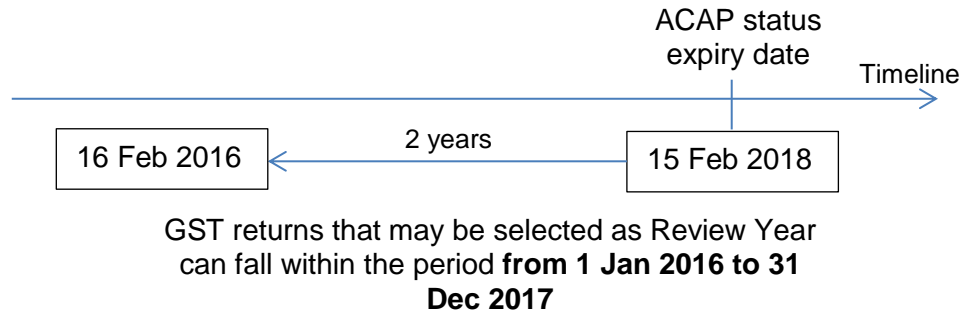 ACAP status
expiry date
Timeline
16 Feb 2016
2 years
15 Feb 2018
GST returns that may be selected as Review Year
can fall within the period from 1 Jan 2016 to 31
Dec 2017